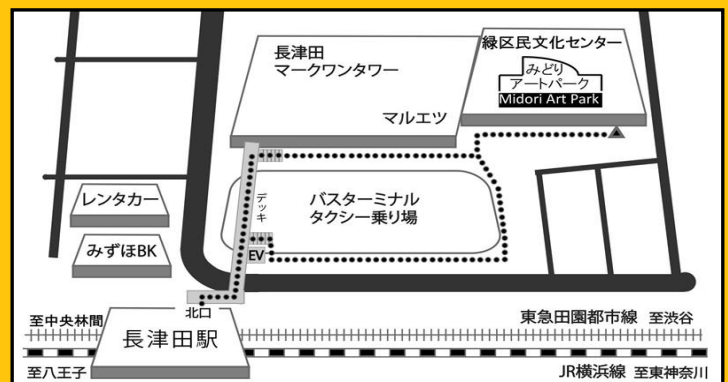 長津田
マークワンタワー
マルエツ
緑区民文化センター
みどり
アートパーク
Midori Art Park
レンタカー
みずほBK
デッキ
バスターミナル
タクシー乗り場
EV
北口
長津田駅
至中央林間
東急田園都市線 至渋谷
至八王子
JR横浜線 至東神奈川